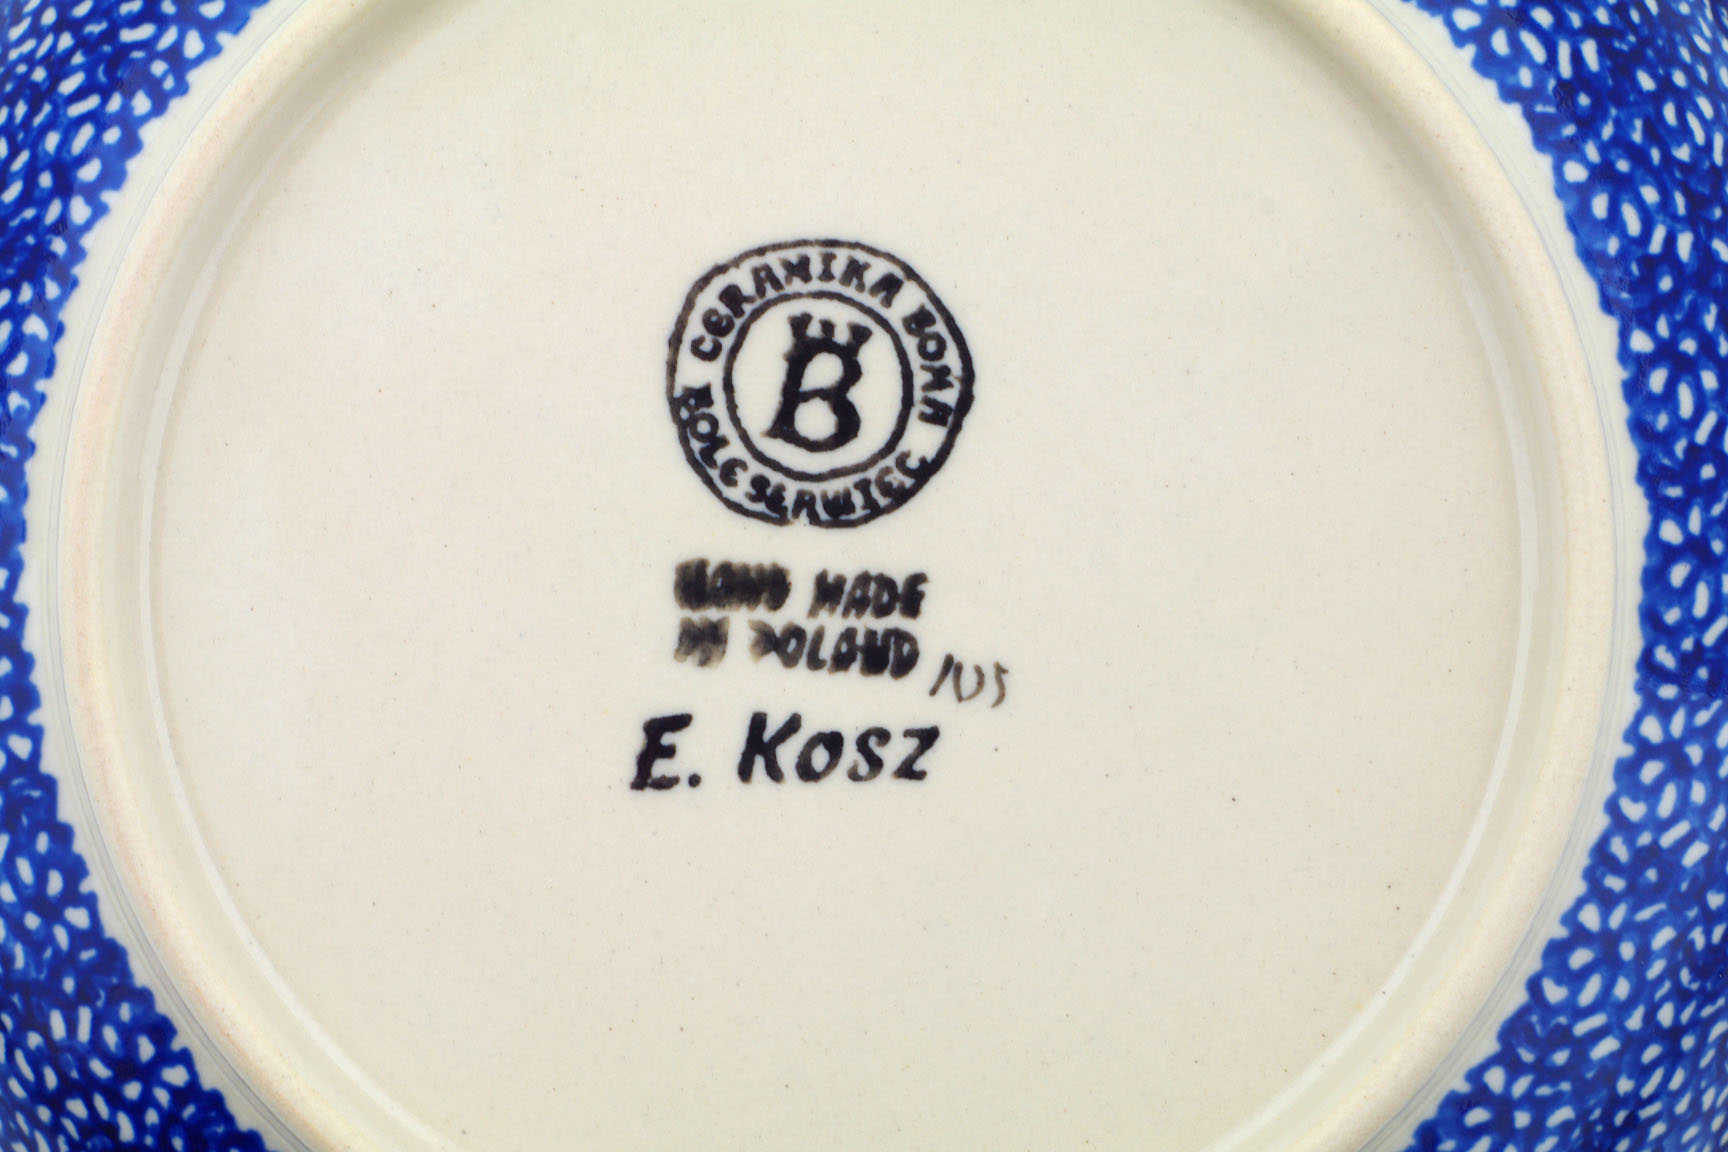 CERAMIKA BONA
BOLESŁAWIEC
B
HAND MADE
IN POLAND
E. Kosz